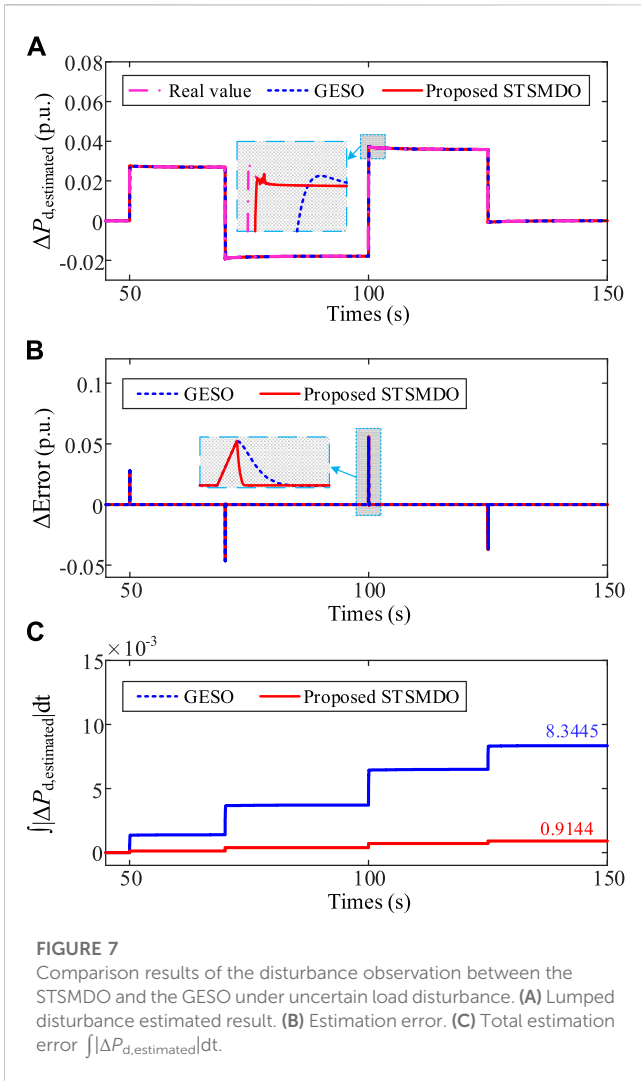 A
0.08
0.06
0.04
0.02
0
-0.02
ΔP_d,estimated (p.u.)
Real value GESO Proposed STSMDO
50 100 150
Times (s)
B
0.1
0.05
0
-0.05
ΔError (p.u.)
GESO Proposed STSMDO
50 100 150
Times (s)
C
×10⁻³
15
10
5
0
∫|ΔP_d,estimated|dt
GESO Proposed STSMDO
8.3445
0.9144
50 100 150
Times (s)
FIGURE 7
Comparison results of the disturbance observation between the
STSMDO and the GESO under uncertain load disturbance. (A) Lumped
disturbance estimated result. (B) Estimation error. (C) Total estimation
error ∫|ΔP_d,estimated|dt.